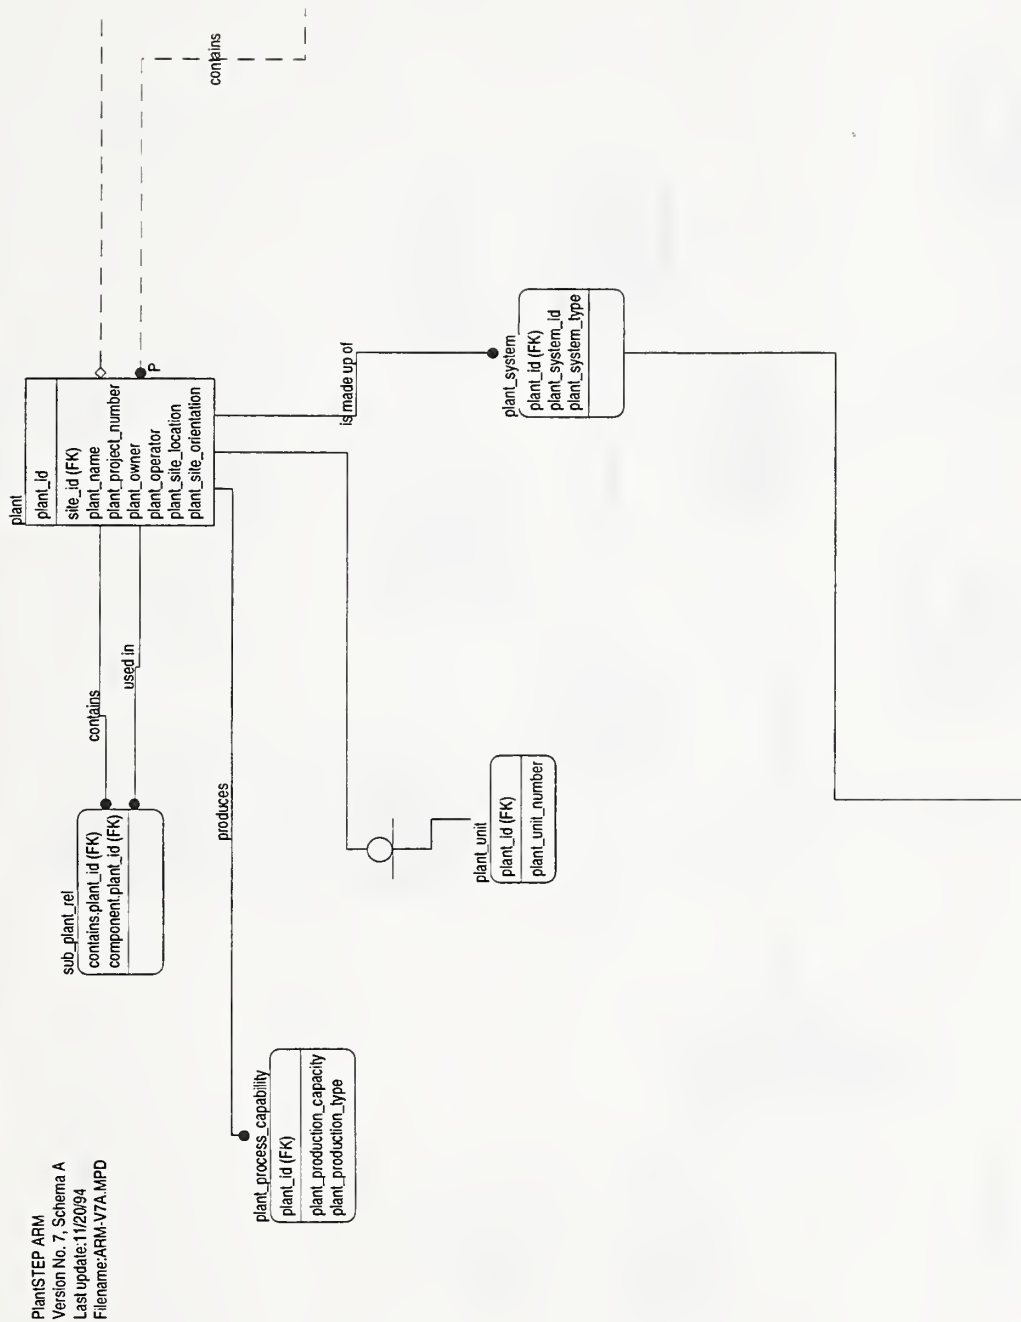 PlantSTEP ARM
Version No. 7, Schema A
Last update:11/20/94
Filename:ARM-V7A.MPD
plant
plant_id
site_id (FK)
plant_name
plant_project_number
plant_owner
plant_operator
plant_site_location
plant_site_orientation
contains
P
contains
used in
sub_plant_rel
contains.plant_id (FK)
component.plant_id (FK)
produces
plant_process_capability
plant_id (FK)
plant_production_capacity
plant_production_type
plant_unit
plant_id (FK)
plant_unit_number
is made up of
plant_system
plant_id (FK)
plant_system_id
plant_system_type